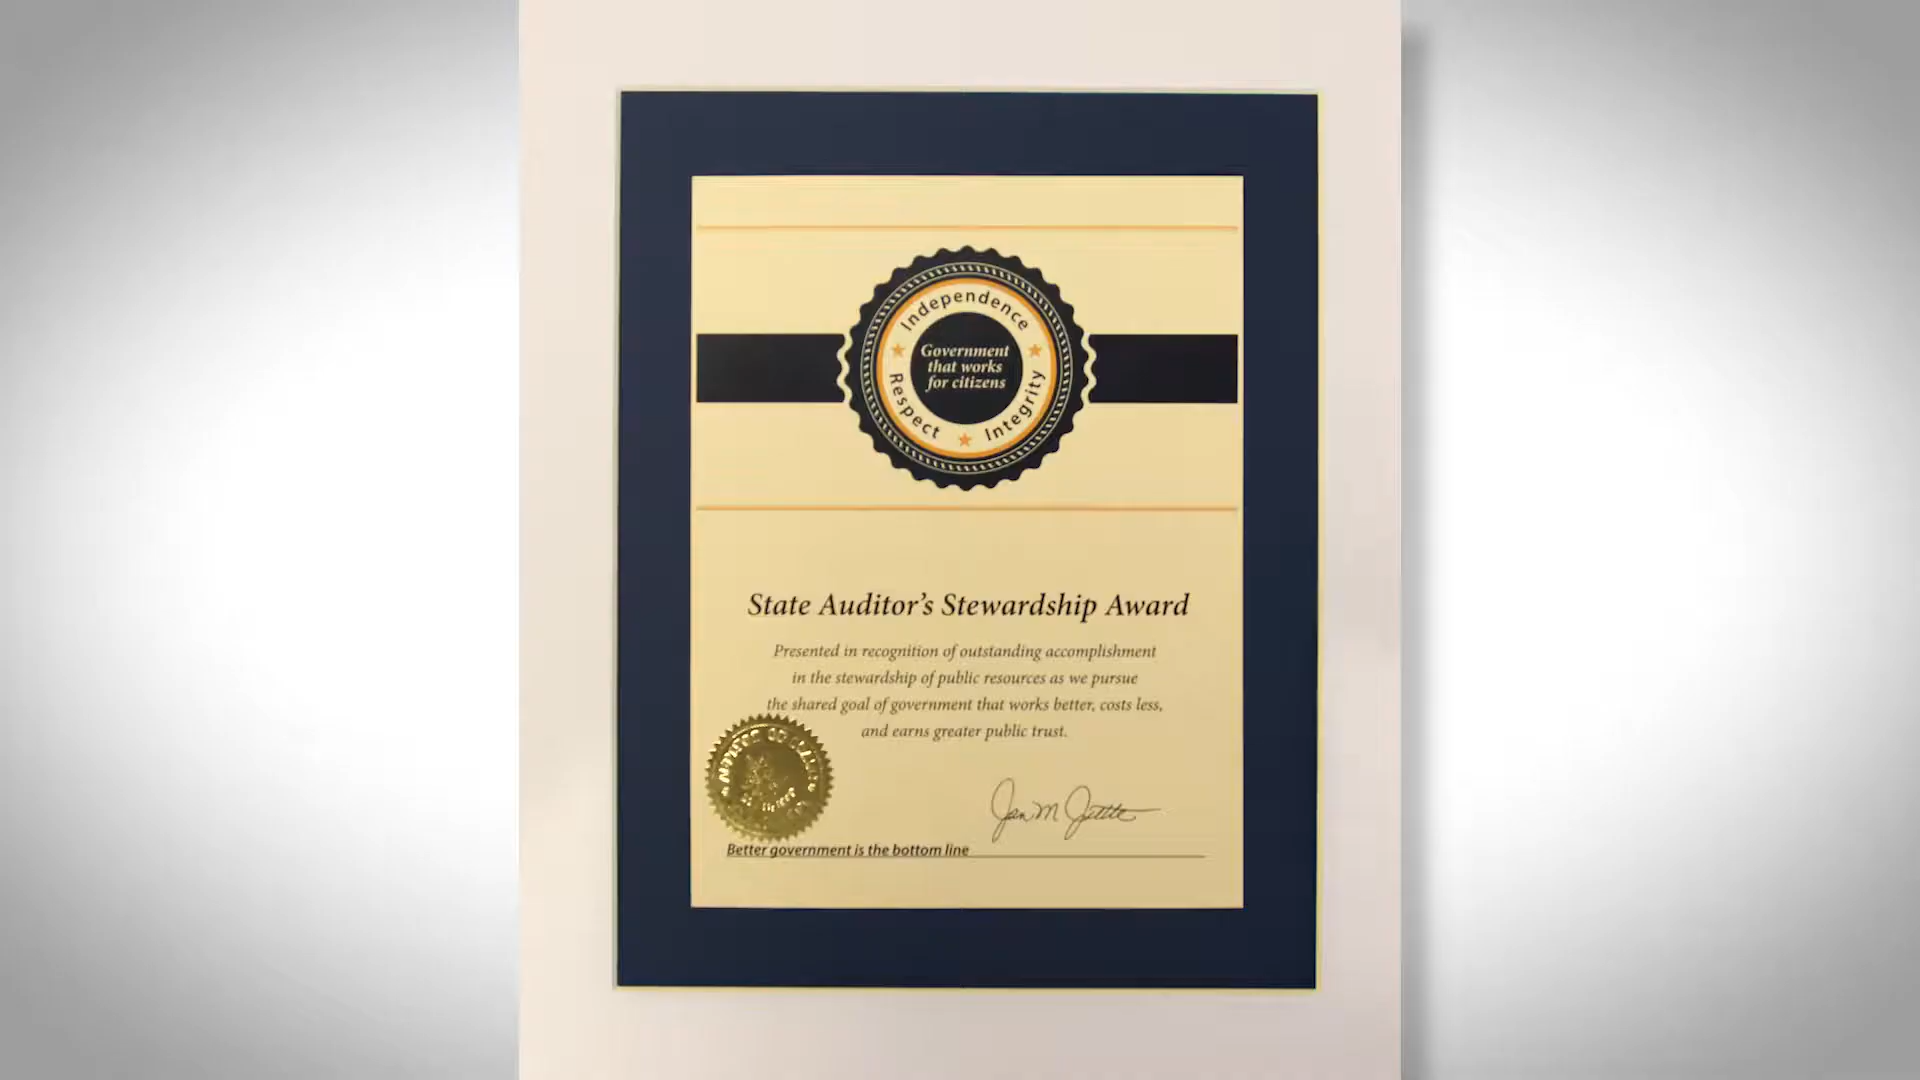 Independence
Government
that works
for citizens
Respect
Integrity
State Auditor's Stewardship Award
Presented in recognition of outstanding accomplishment
in the stewardship of public resources as we pursue
the shared goal of government that works better, costs less,
and earns greater public trust.
Jan M Jutte
Better government is the bottom line